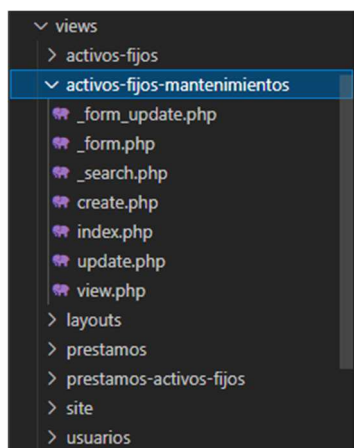 views
activos-fijos
activos-fijos-mantenimientos
_form_update.php
_form.php
_search.php
create.php
index.php
update.php
view.php
layouts
prestamos
prestamos-activos-fijos
site
usuarios